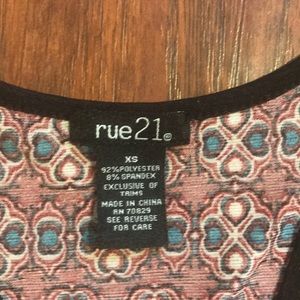 rue21©
XS
92% POLYESTER
8% SPANDEX
EXCLUSIVE OF
TRIMS
MADE IN CHINA
RN 70829
SEE REVERSE
FOR CARE